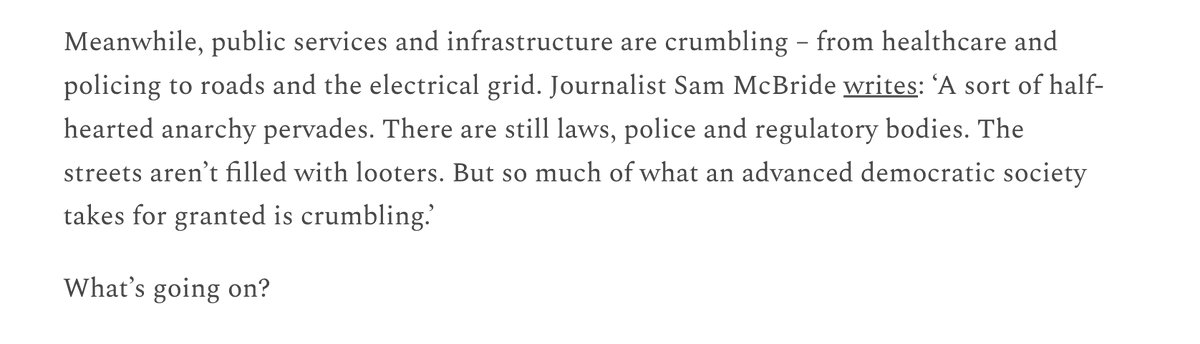 Meanwhile, public services and infrastructure are crumbling – from healthcare and
policing to roads and the electrical grid. Journalist Sam McBride writes: ‘A sort of half-
hearted anarchy pervades. There are still laws, police and regulatory bodies. The
streets aren’t filled with looters. But so much of what an advanced democratic society
takes for granted is crumbling.’
What’s going on?